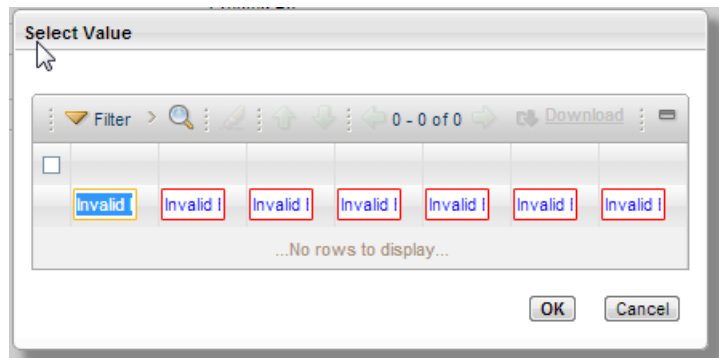 Select Value
Filter > 0 - 0 of 0 Download
Invalid Invalid Invalid Invalid Invalid Invalid Invalid
...No rows to display...
OK Cancel